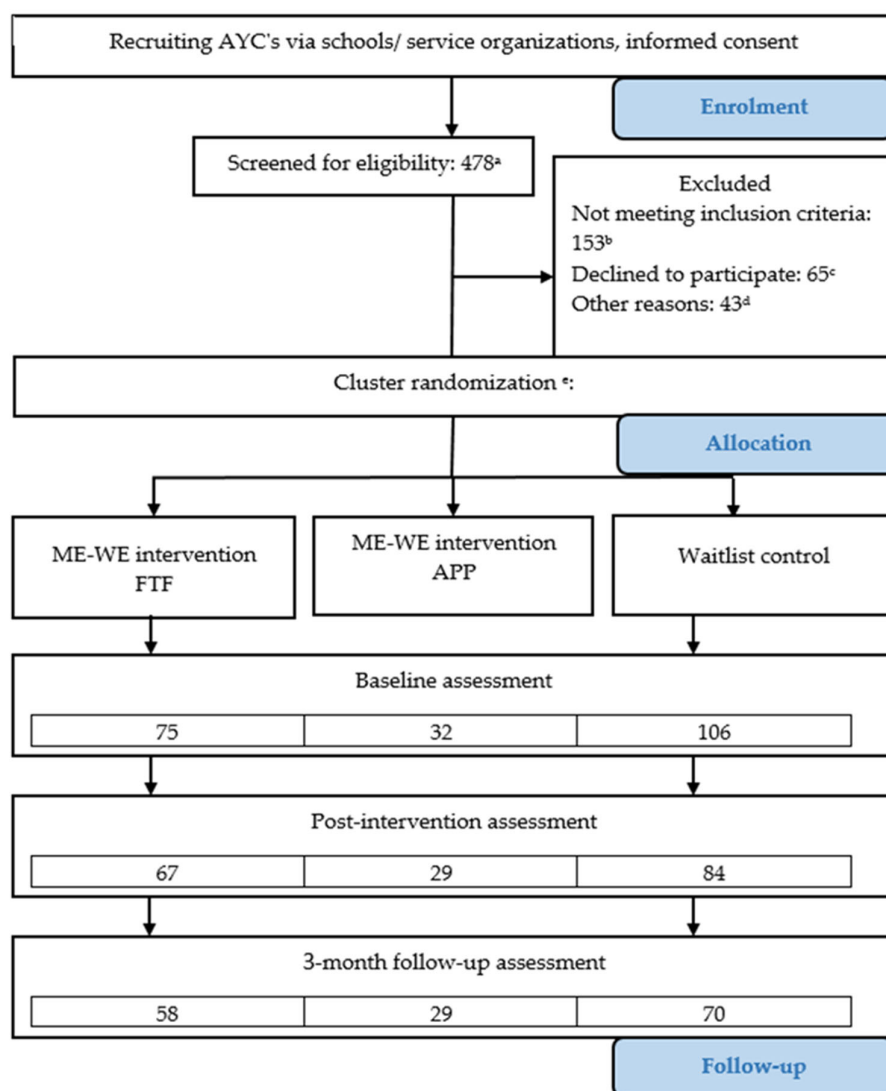 Recruiting AYC's via schools/ service organizations, informed consent
Enrolment
Screened for eligibility: 478ᵃ
Excluded
Not meeting inclusion criteria:
153ᵇ
Declined to participate: 65ᶜ
Other reasons: 43ᵈ
Cluster randomization ᵉ:
Allocation
ME-WE intervention
FTF
ME-WE intervention
APP
Waitlist control
Baseline assessment
75 32 106
Post-intervention assessment
67 29 84
3-month follow-up assessment
58 29 70
Follow-up